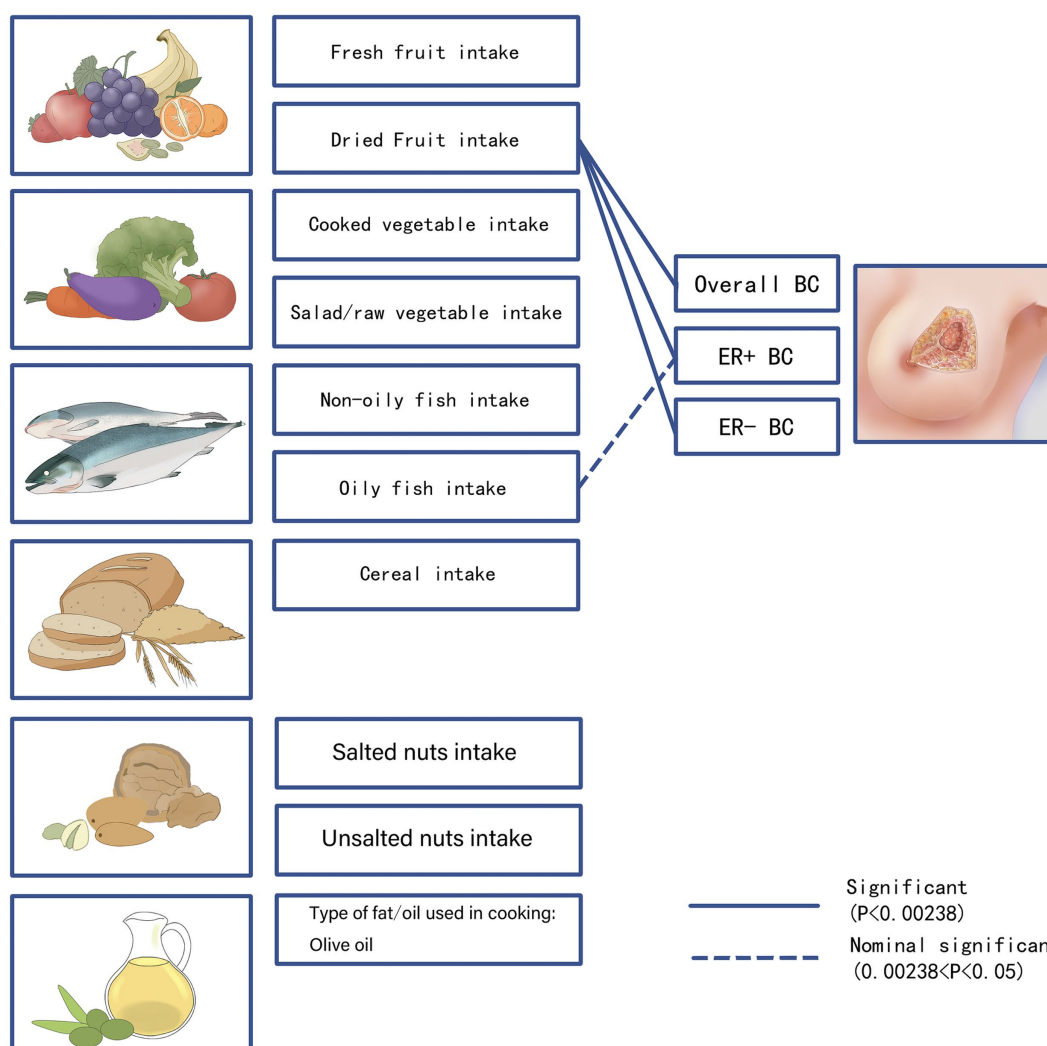 Fresh fruit intake
Dried Fruit intake
Cooked vegetable intake
Salad/raw vegetable intake
Non-oily fish intake
Oily fish intake
Cereal intake
Salted nuts intake
Unsalted nuts intake
Type of fat/oil used in cooking:
Olive oil
Overall BC
ER+ BC
ER- BC
Significant
(P<0.00238)
Nominal significan
(0.00238<P<0.05)